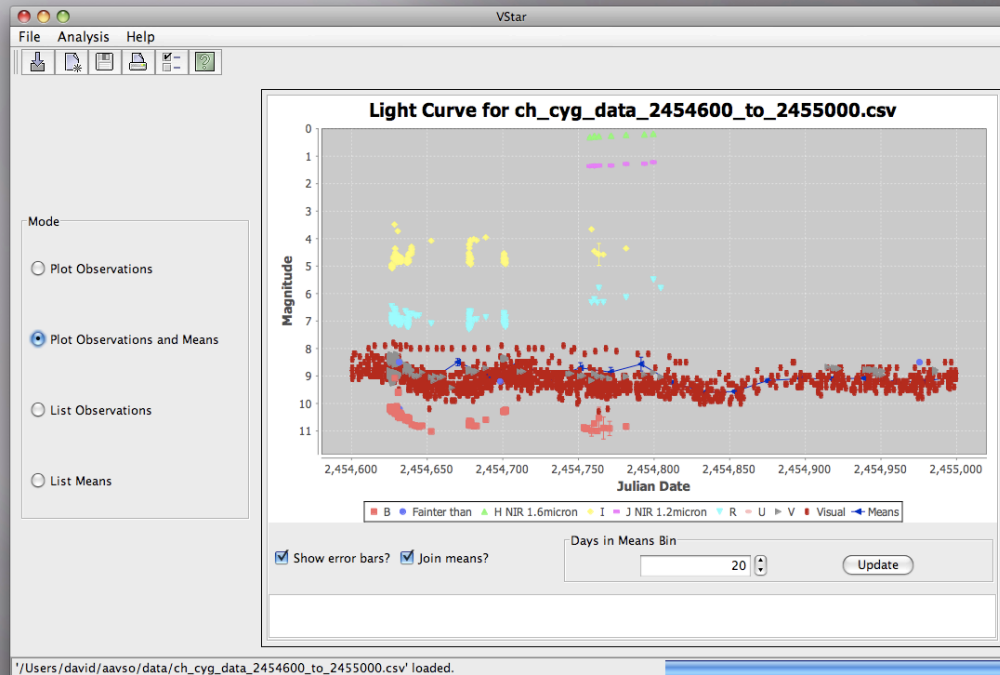 VStar
File Analysis Help
Mode
Plot Observations
Plot Observations and Means
List Observations
List Means
Light Curve for ch_cyg_data_2454600_to_2455000.csv
Magnitude
0
1
2
3
4
5
6
7
8
9
10
11
2,454,600 2,454,650 2,454,700 2,454,750 2,454,800 2,454,850 2,454,900 2,454,950 2,455,000
Julian Date
B Fainter than H NIR 1.6micron I J NIR 1.2micron R U V Visual Means
Show error bars? Join means?
Days in Means Bin
20 Update
'/Users/david/aavso/data/ch_cyg_data_2454600_to_2455000.csv' loaded.